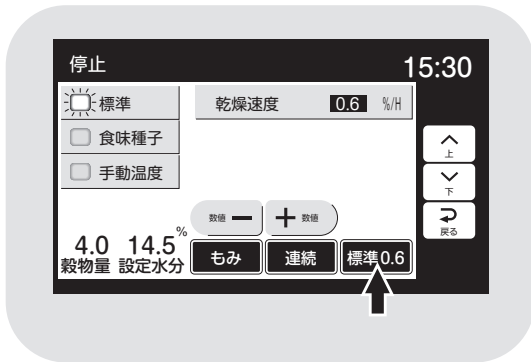 停止 15:30
標準 乾燥速度 0.6 %/H
食味種子
手動温度
上
下
戻る
数値 − + 数値
4.0 14.5%
穀物量 設定水分
もみ 連続 標準0.6